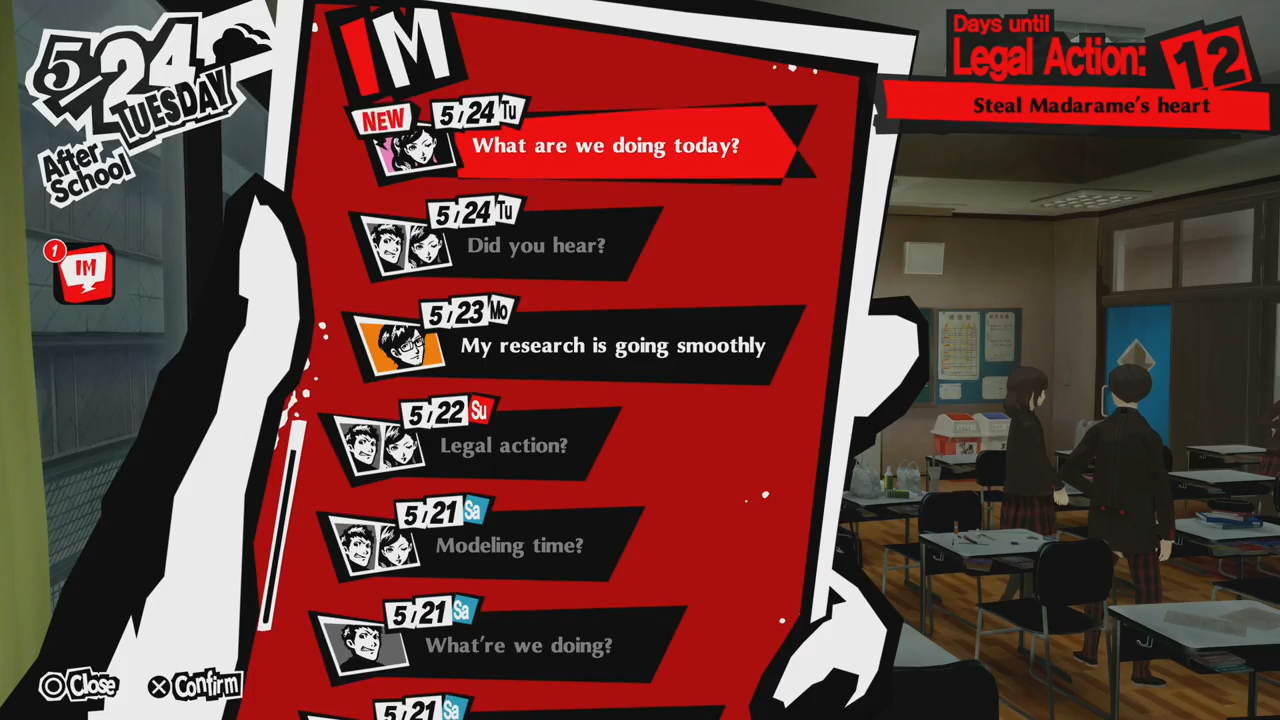 5/24
TUESDAY
After School
1
IM
IM
NEW
5/24 Tu
What are we doing today?
5/24 Tu
Did you hear?
5/23 Mo
My research is going smoothly
5/22 Su
Legal action?
5/21 Sa
Modeling time?
5/21 Sa
What're we doing?
5/21 Sa
Days until
Legal Action: 12
Steal Madarame's heart
Close
Confirm